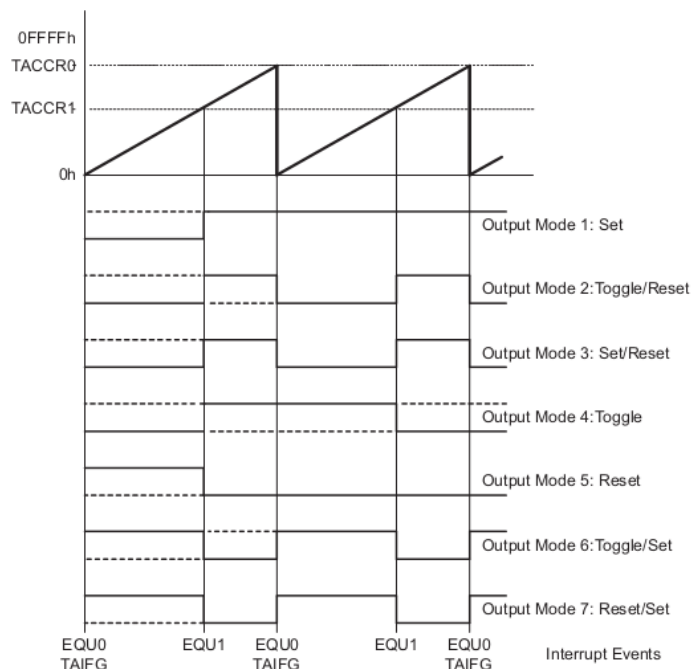 0FFFFh
TACCR0
TACCR1
0h
Output Mode 1: Set
Output Mode 2:Toggle/Reset
Output Mode 3: Set/Reset
Output Mode 4:Toggle
Output Mode 5: Reset
Output Mode 6:Toggle/Set
Output Mode 7: Reset/Set
EQU0 EQU1 EQU0 EQU1 EQU0
TAIFG TAIFG TAIFG
Interrupt Events